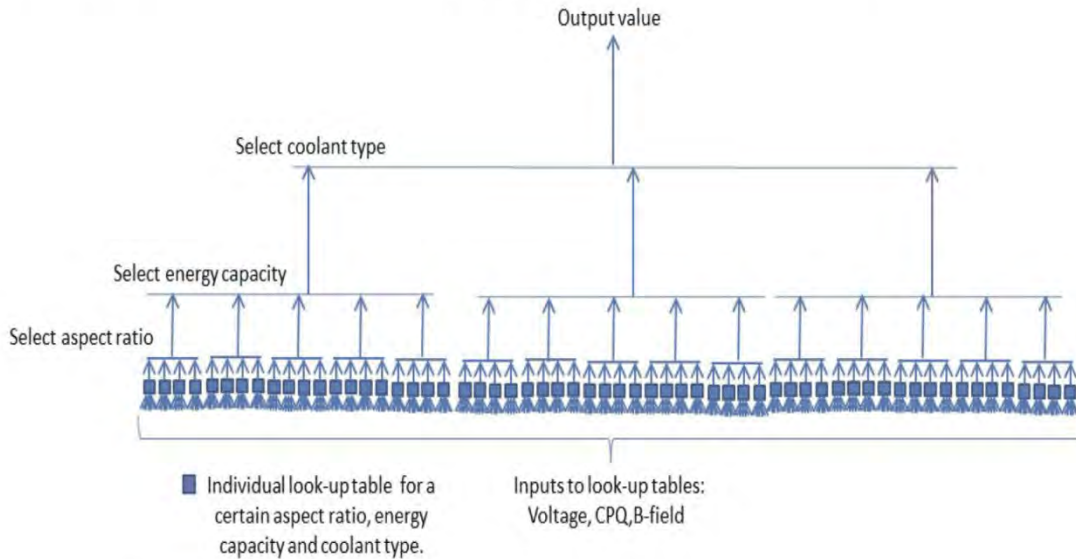 Output value
Select coolant type
Select energy capacity
Select aspect ratio
Individual look-up table for a
certain aspect ratio, energy
capacity and coolant type.
Inputs to look-up tables:
Voltage, CPQ,B-field